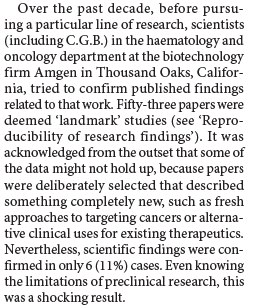 Over the past decade, before pursu-
ing a particular line of research, scientists
(including C.G.B.) in the haematology and
oncology department at the biotechnology
firm Amgen in Thousand Oaks, Califor-
nia, tried to confirm published findings
related to that work. Fifty-three papers were
deemed ‘landmark’ studies (see ‘Repro-
ducibility of research findings’). It was
acknowledged from the outset that some of
the data might not hold up, because papers
were deliberately selected that described
something completely new, such as fresh
approaches to targeting cancers or alterna-
tive clinical uses for existing therapeutics.
Nevertheless, scientific findings were con-
firmed in only 6 (11%) cases. Even knowing
the limitations of preclinical research, this
was a shocking result.